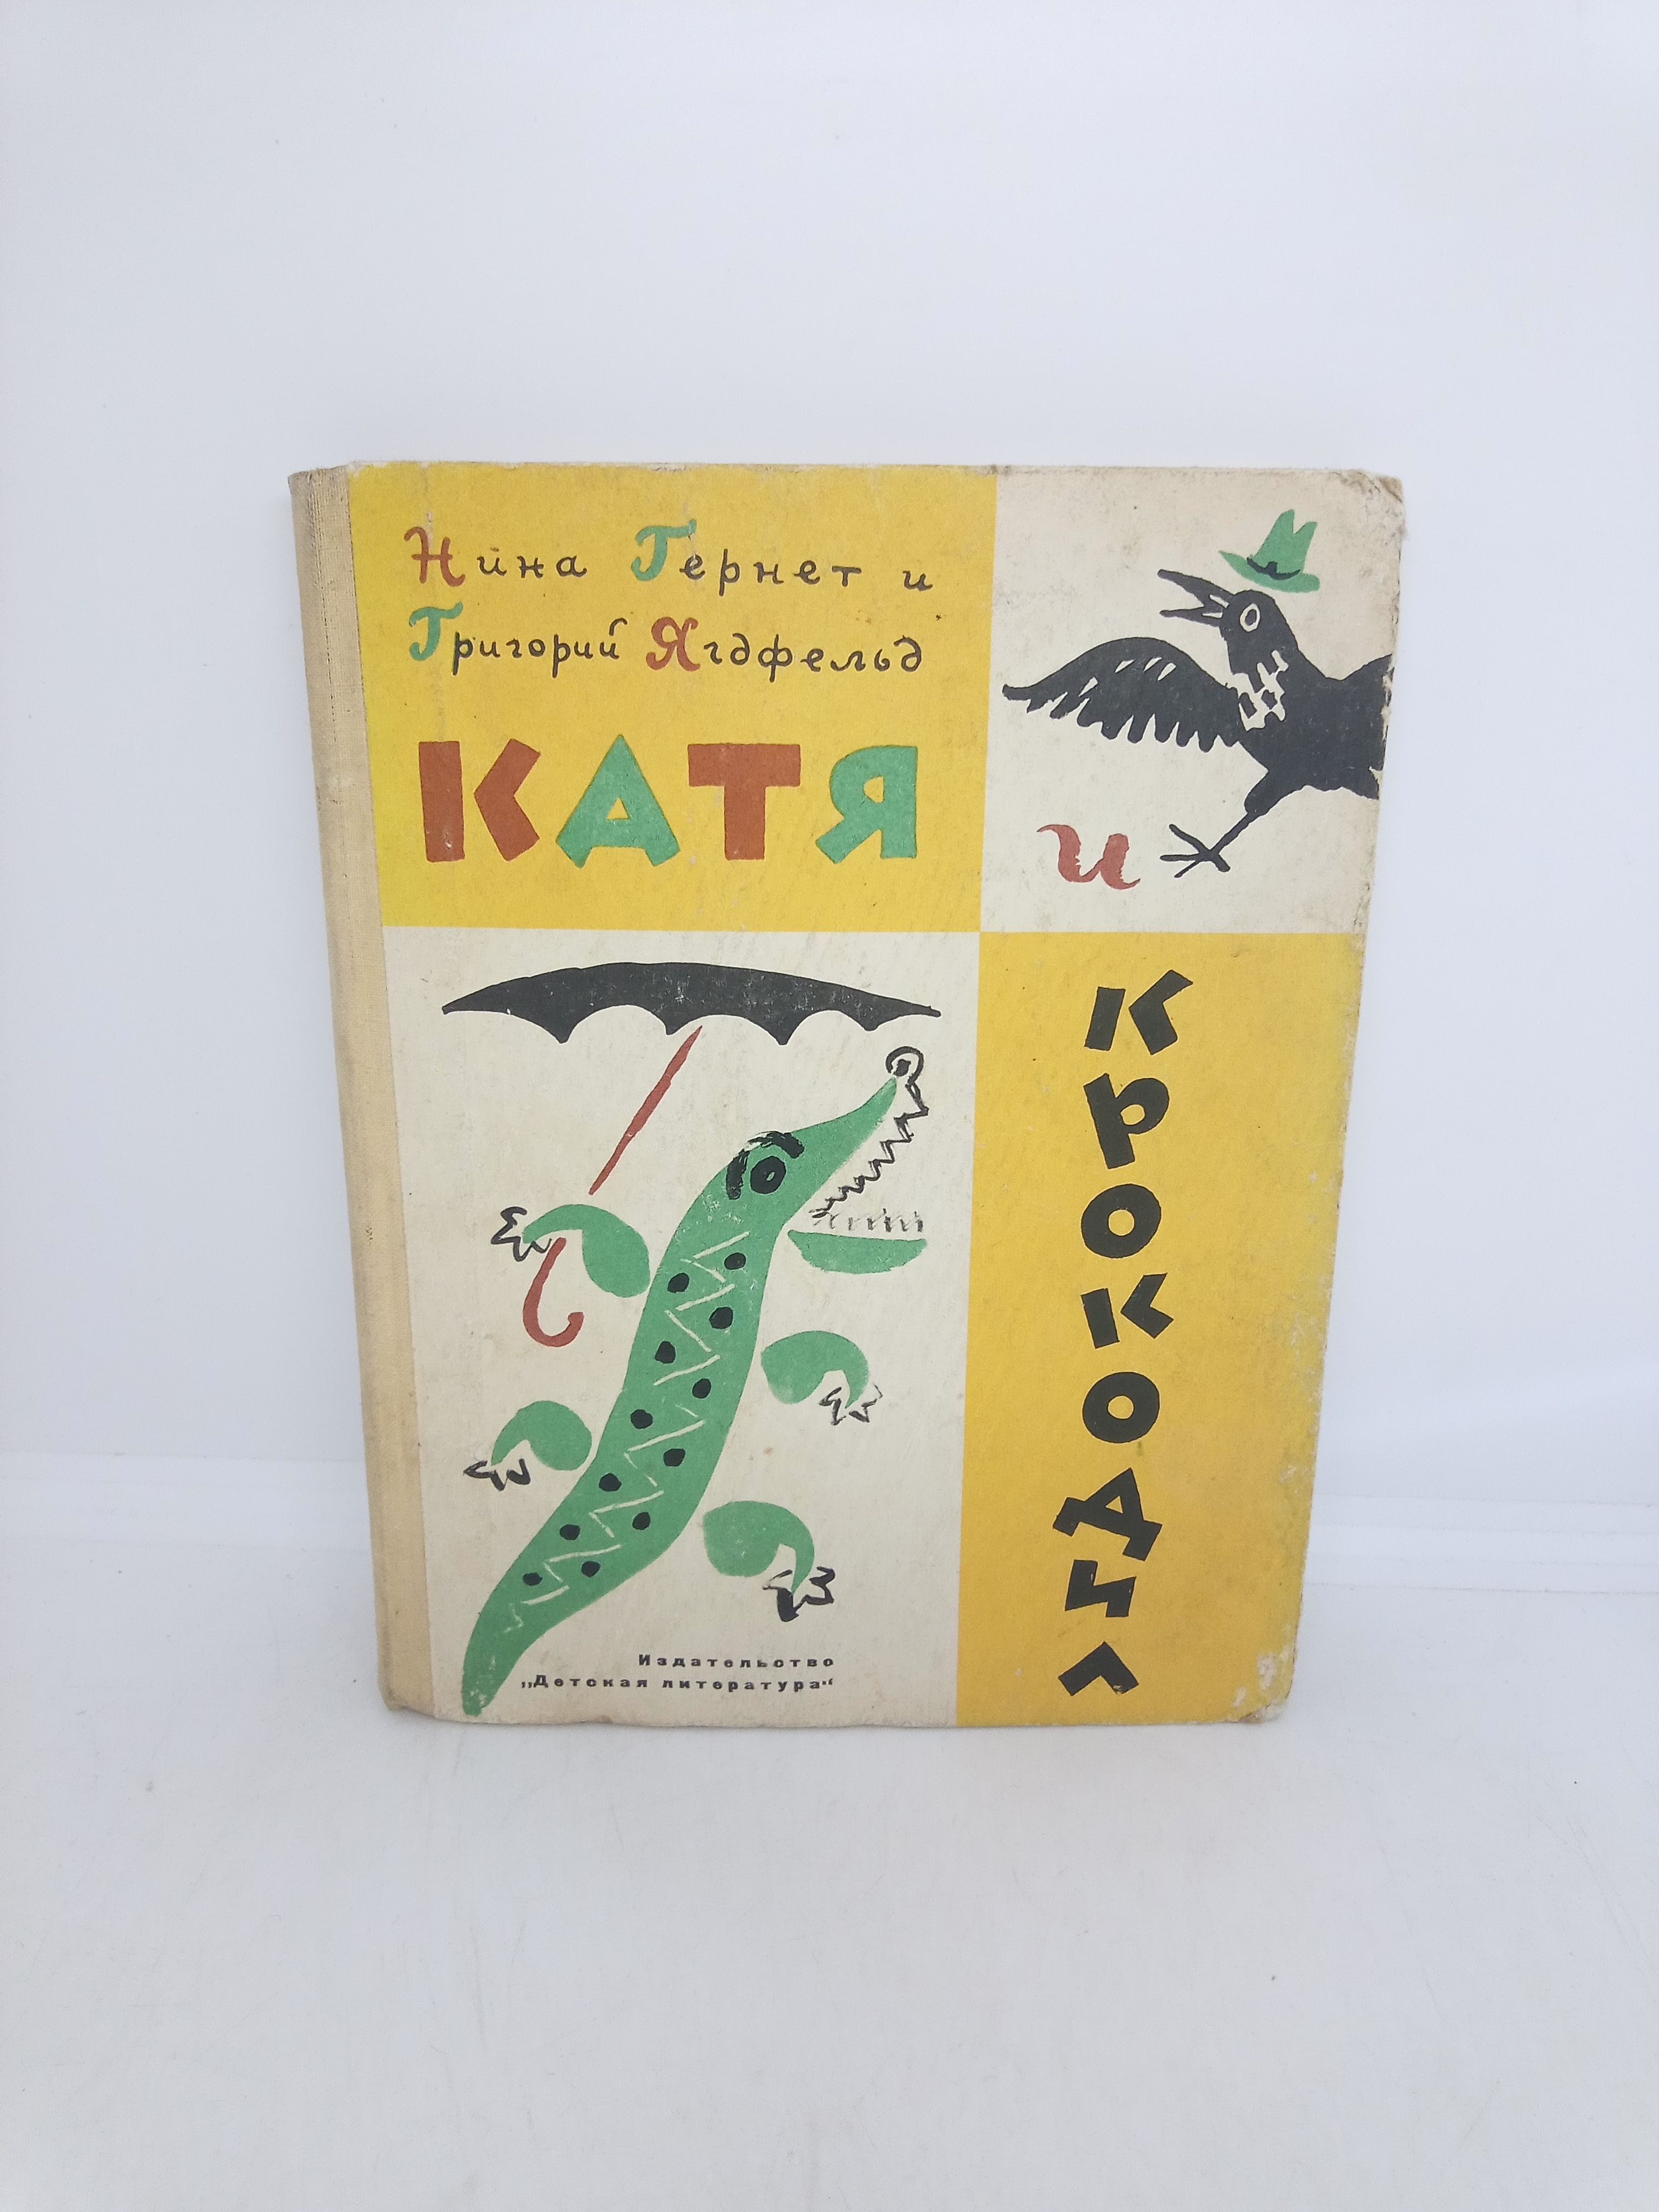 Нина Гернет и
Григорий Ягдфельд
КАТЯ
и
КРОКОДИЛ
Издательство
„Детская литература“